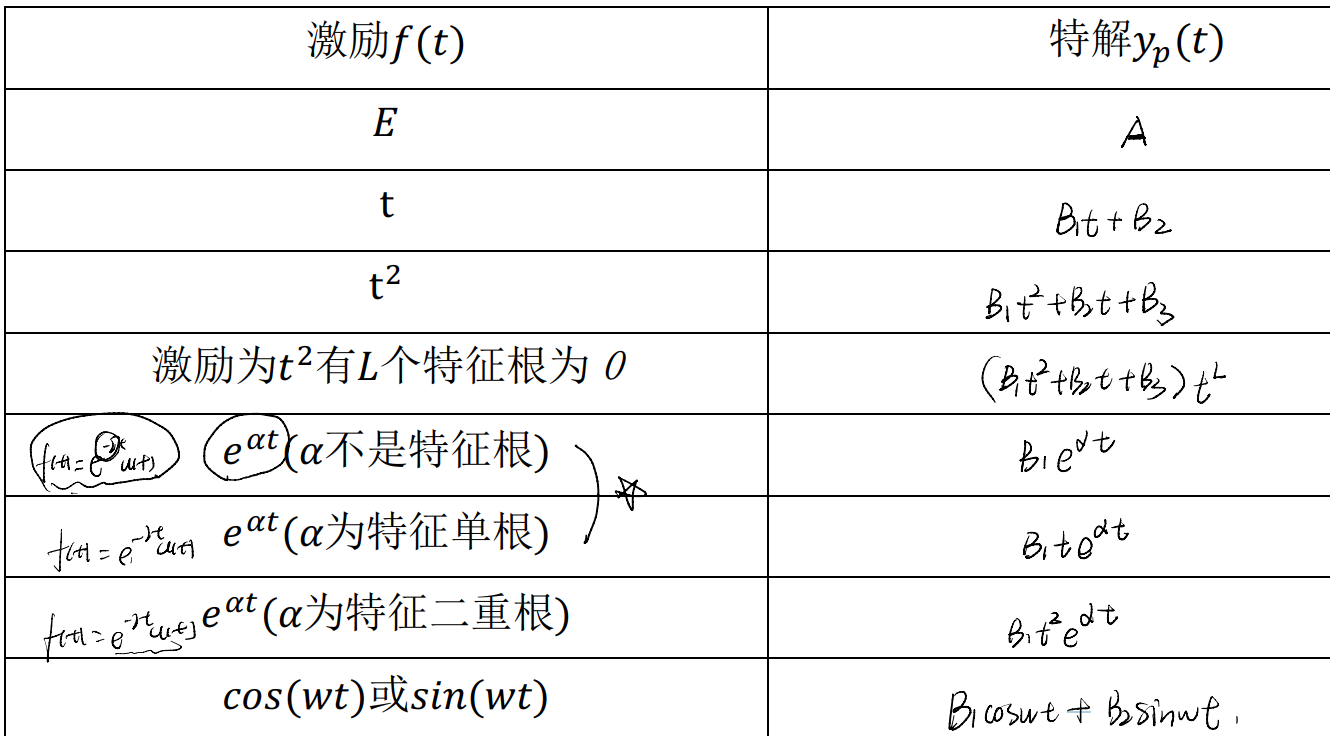 激励f(t) 特解yₚ(t)
E A
t B₁t + B₂
t² B₁t²+B₂t+B₃
激励为t²有L个特征根为 0 (B₁t²+B₂t+B₃)t^L
e^{αt}(α不是特征根) B₁e^{αt}
f(t)=e u(t)
f(t)=e^{-2t}u(t) e^{αt}(α为特征单根) B₁te^{αt}
f(t)=e^{-2t}u(t) e^{αt}(α为特征二重根) B₁t²e^{αt}
cos(wt)或sin(wt) B₁coswt + B₂sinwt.